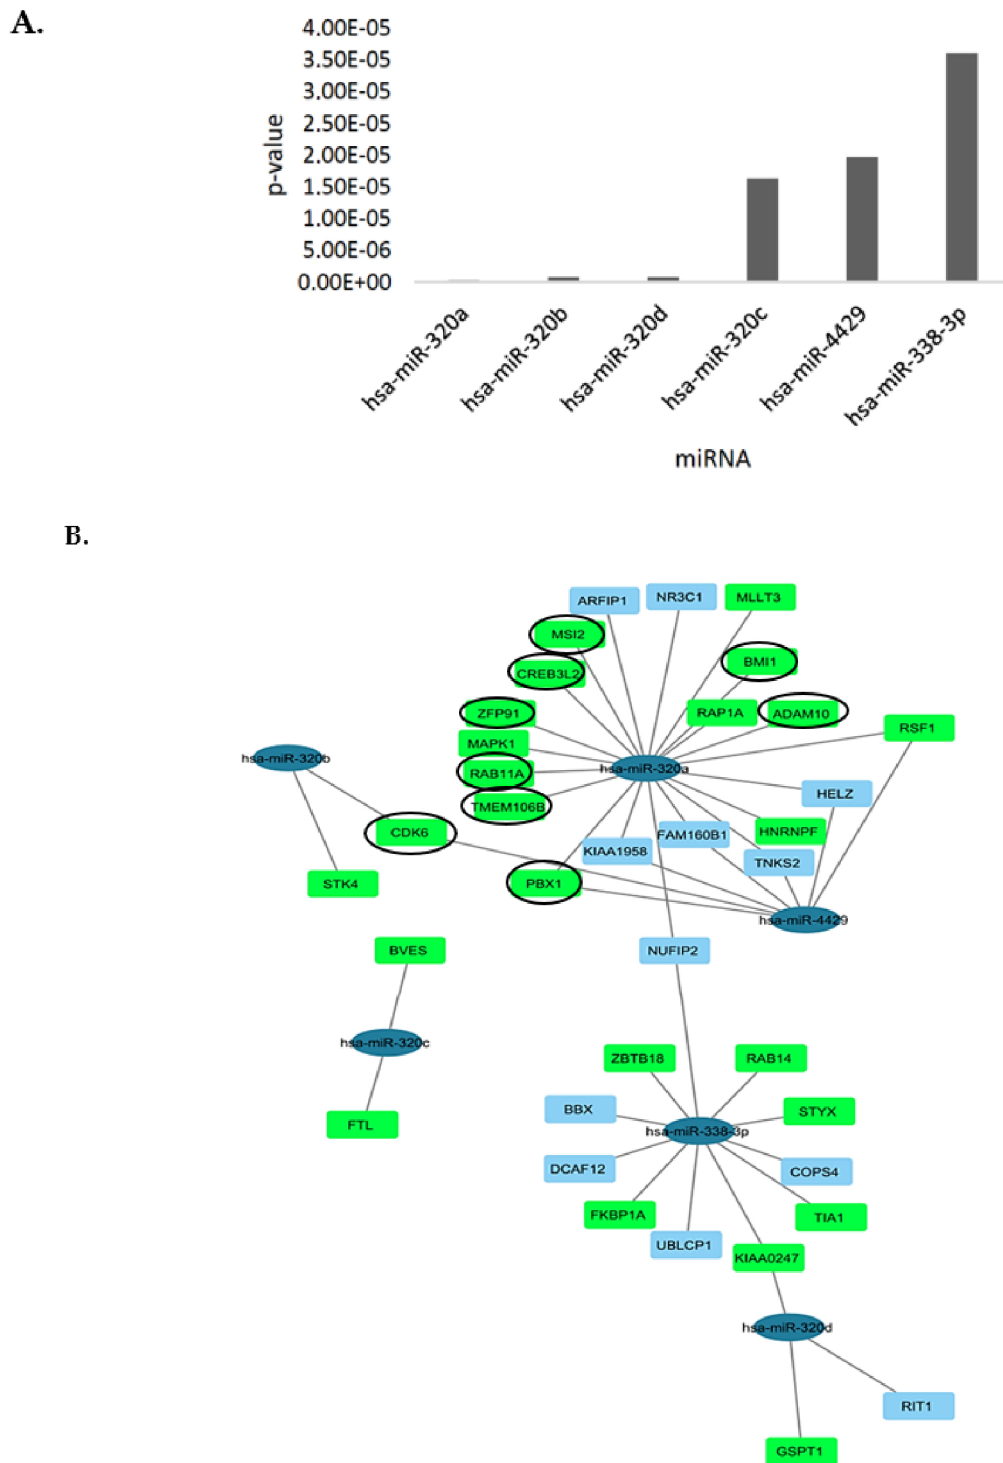 A.
4.00E-05
3.50E-05
3.00E-05
2.50E-05
2.00E-05
1.50E-05
1.00E-05
5.00E-06
0.00E+00
p-value
hsa-miR-320a
hsa-miR-320b
hsa-miR-320d
hsa-miR-320c
hsa-miR-4429
hsa-miR-338-3p
miRNA
B.
ARFIP1
NR3C1
MLLT3
MSI2
BMI1
CREB3L2
ZFP91
RAP1A
ADAM10
RSF1
MAPK1
hsa-miR-320b
RAB11A
hsa-miR-320a
HELZ
TMEM106B
CDK6
FAM160B1
HNRNPF
KIAA1958
TNKS2
STK4
PBX1
hsa-miR-4429
BVES
NUFIP2
hsa-miR-320c
ZBTB18
RAB14
BBX
STYX
FTL
hsa-miR-338-3p
DCAF12
COPS4
FKBP1A
TIA1
UBLCP1
KIAA0247
hsa-miR-320d
RIT1
GSPT1